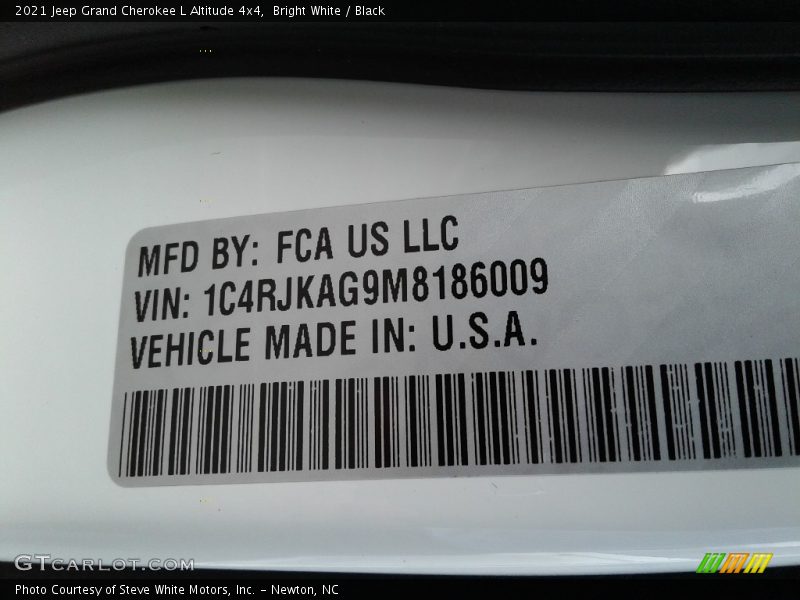 2021 Jeep Grand Cherokee L Altitude 4x4, Bright White / Black
MFD BY: FCA US LLC
VIN: 1C4RJKAG9M8186009
VEHICLE MADE IN: U.S.A.
GTCARLOT.COM
Photo Courtesy of Steve White Motors, Inc. – Newton, NC